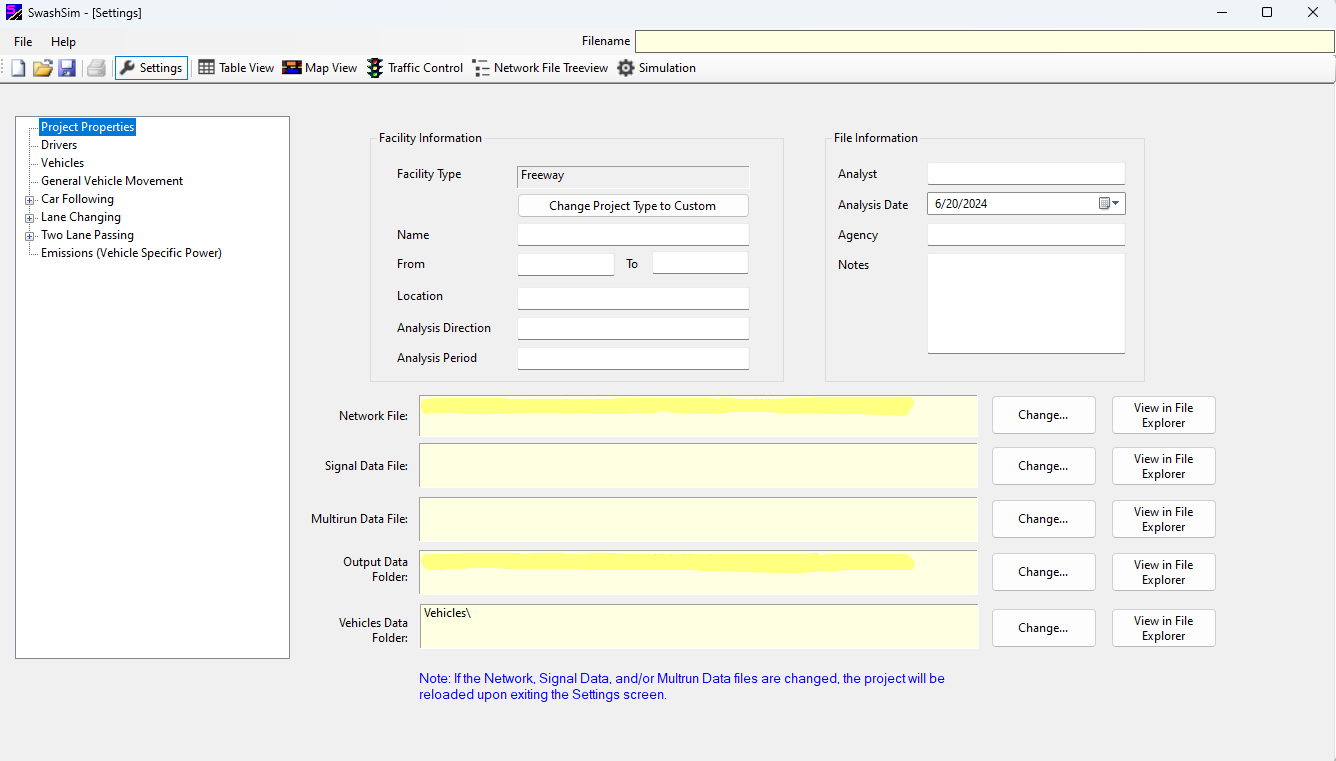 SwashSim - [Settings]
File Help Filename
Settings Table View Map View Traffic Control Network File Treeview Simulation
Project Properties
Drivers
Vehicles
General Vehicle Movement
Car Following
Lane Changing
Two Lane Passing
Emissions (Vehicle Specific Power)
Facility Information
Facility Type Freeway
Change Project Type to Custom
Name
From To
Location
Analysis Direction
Analysis Period
File Information
Analyst
Analysis Date 6/20/2024
Agency
Notes
Network File: Change... View in File
Explorer
Signal Data File: Change... View in File
Explorer
Multirun Data File: Change... View in File
Explorer
Output Data
Folder: Change... View in File
Explorer
Vehicles Data
Folder: Vehicles\ Change... View in File
Explorer
Note: If the Network, Signal Data, and/or Multrun Data files are changed, the project will be
reloaded upon exiting the Settings screen.